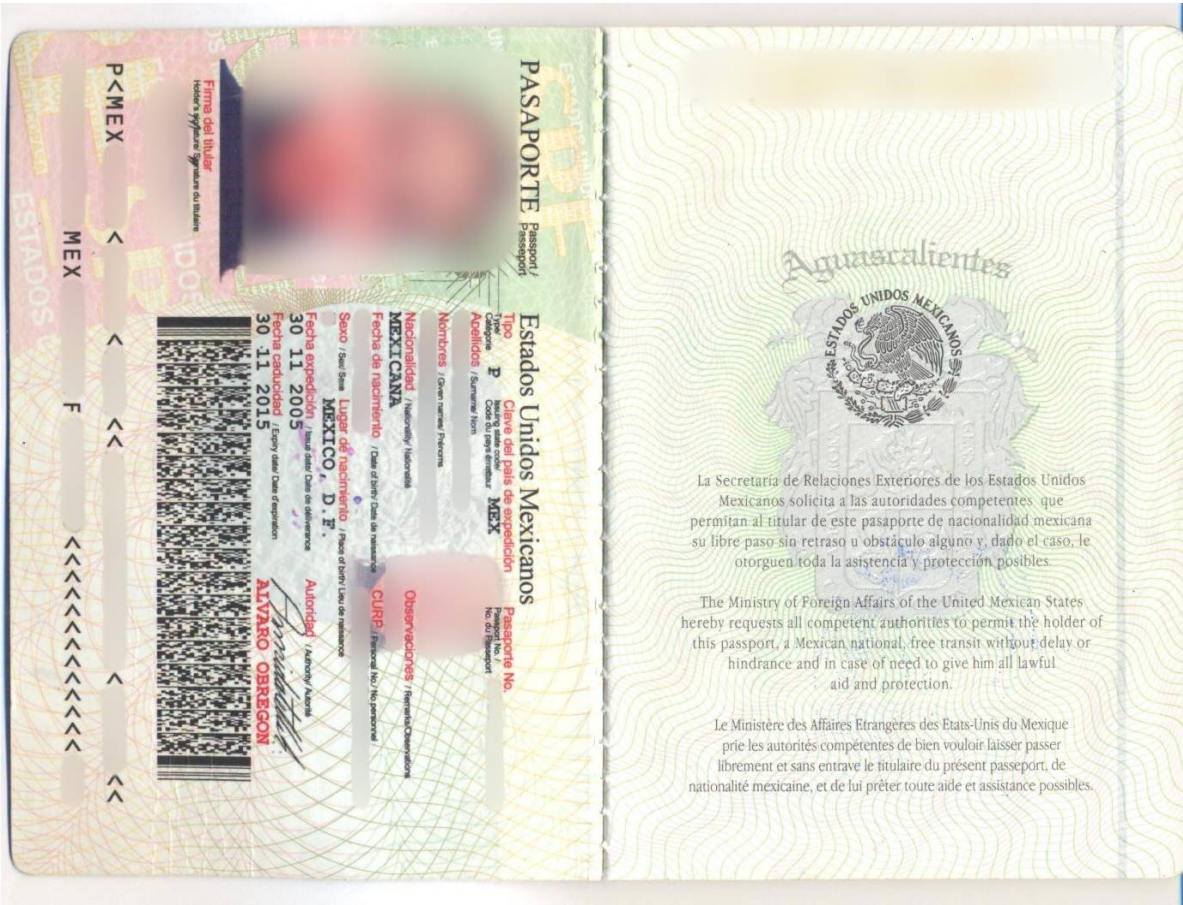 PASAPORTE Passport/ Passeport
Estados Unidos Mexicanos
Tipo Clave del país de expedición Pasaporte No.
Type/ Issuing state code/ Passport No. /
Catégorie Code du pays émetteur No. du Passeport
P MEX
Apellidos / Surname/ Nom
Nombres / Given names/ Prénoms
Observaciones / Remarks/Observations
Nacionalidad / Nationality/ Nationalité
MEXICANA
Fecha de nacimiento / Date of birth/ Date de naissance CURP / Personal No./ No. personnel
Sexo / Sex/ Sexe Lugar de nacimiento / Place of birth/ Lieu de naissance
MEXICO, D.F.
Fecha expedición / Issue date/ Date de délivrance Autoridad / Authority/ Autorité
30 11 2005
Fecha caducidad / Expiry date/ Date d'expiration
30 11 2015 ALVARO OBREGON
Firma del titular
Holder's signature/ Signature du titulaire
P<MEX < < << < <<
MEX F <<<<<<<<<<<<<<
ESTADOS
Aguascalientes
ESTADOS UNIDOS MEXICANOS
La Secretaría de Relaciones Exteriores de los Estados Unidos
Mexicanos solicita a las autoridades competentes que
permitan al titular de este pasaporte de nacionalidad mexicana
su libre paso sin retraso u obstáculo alguno y, dado el caso, le
otorguen toda la asistencia y protección posibles.
The Ministry of Foreign Affairs of the United Mexican States
hereby requests all competent authorities to permit the holder of
this passport, a Mexican national, free transit without delay or
hindrance and in case of need to give him all lawful
aid and protection.
Le Ministère des Affaires Etrangères des Etats-Unis du Mexique
prie les autorités compétentes de bien vouloir laisser passer
librement et sans entrave le titulaire du présent passeport, de
nationalité mexicaine, et de lui prêter toute aide et assistance possibles.